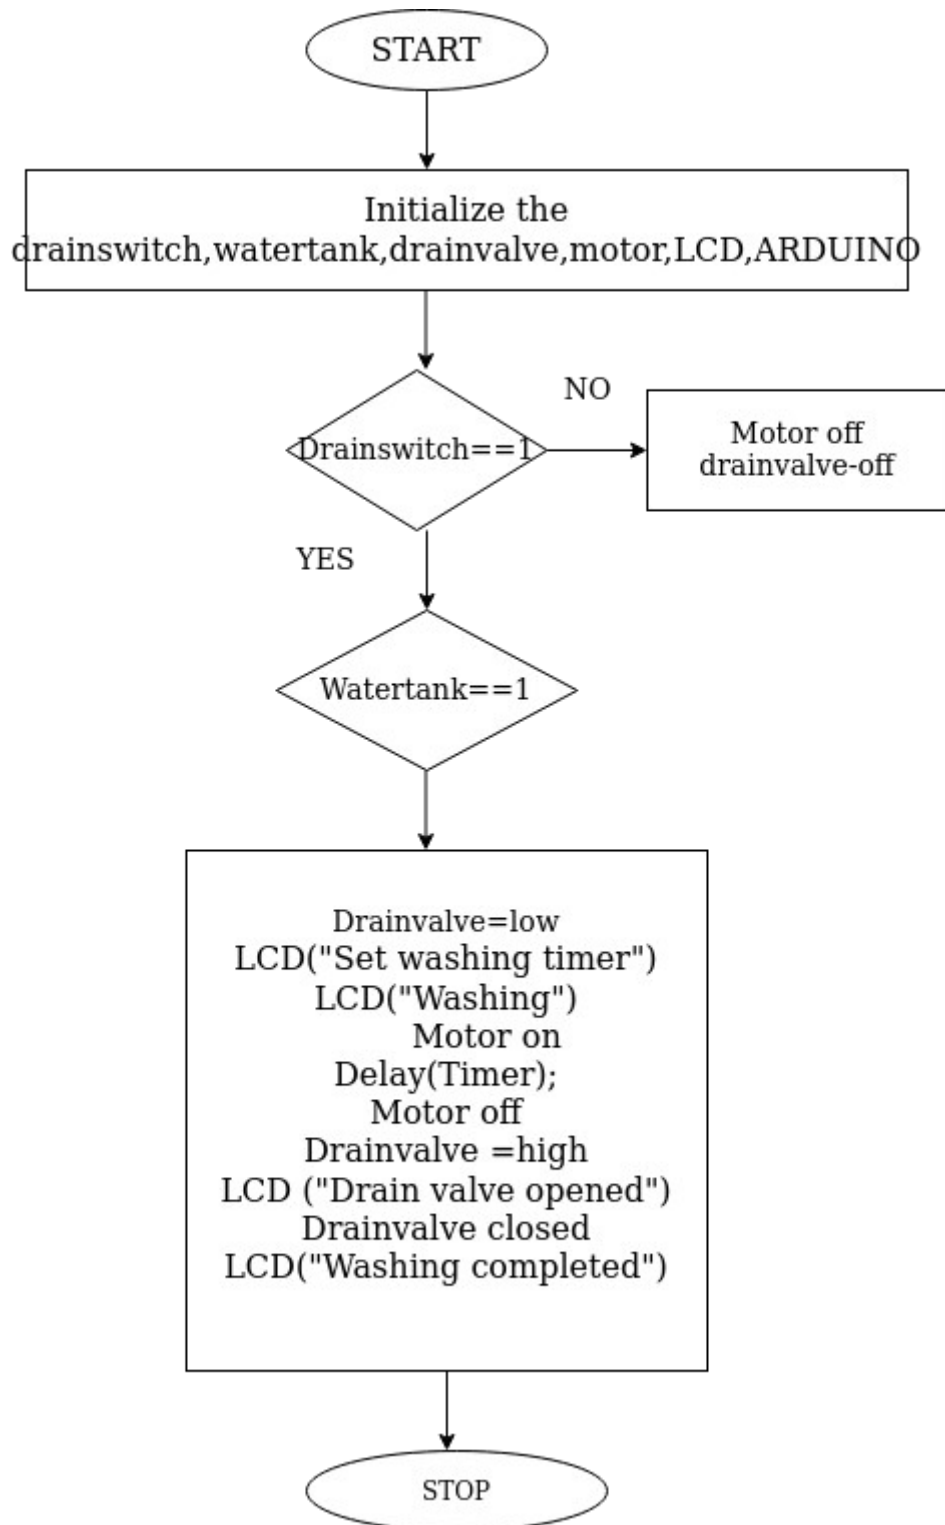 START
Initialize the
drainswitch,watertank,drainvalve,motor,LCD,ARDUINO
NO
Drainswitch==1
Motor off
drainvalve-off
YES
Watertank==1
Drainvalve=low
LCD("Set washing timer")
LCD("Washing")
Motor on
Delay(Timer);
Motor off
Drainvalve =high
LCD ("Drain valve opened")
Drainvalve closed
LCD("Washing completed")
STOP